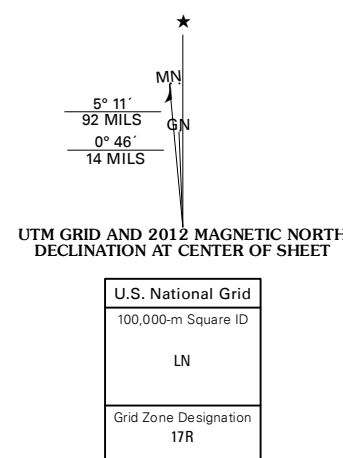 ★
MN
5° 11´
92 MILS
GN
0° 46´
14 MILS
UTM GRID AND 2012 MAGNETIC NORTH
DECLINATION AT CENTER OF SHEET
U.S. National Grid
100,000-m Square ID
LN
Grid Zone Designation
17R